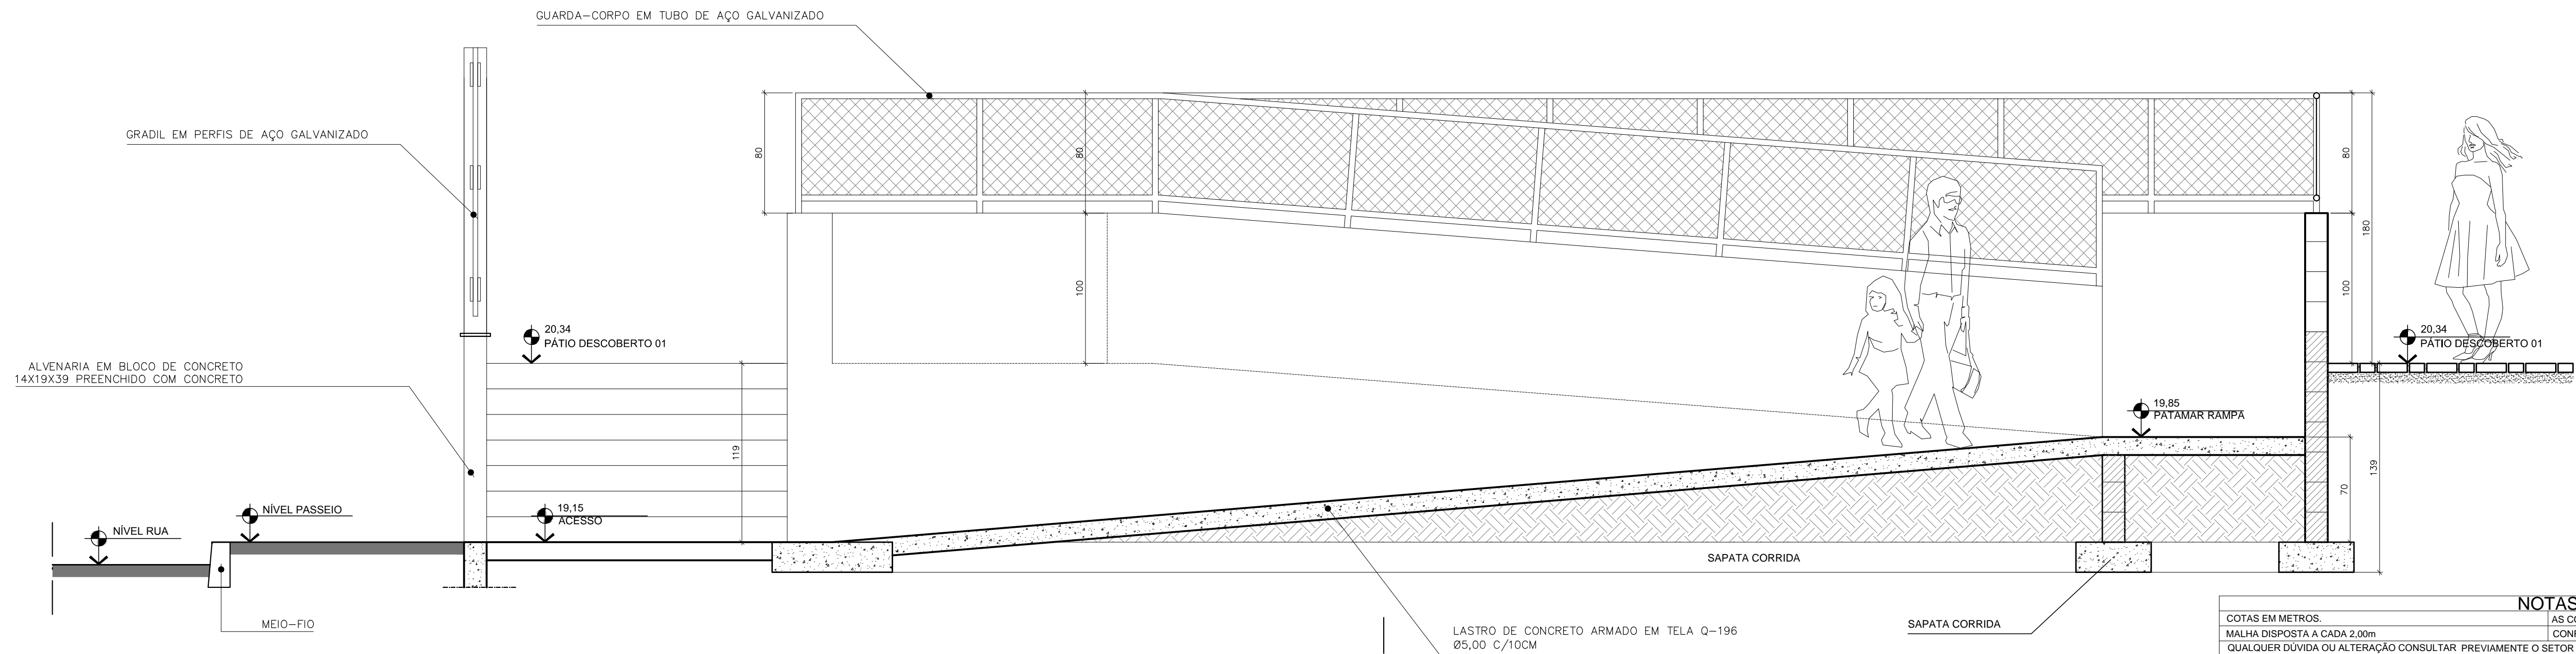 GUARDA-CORPO EM TUBO DE AÇO GALVANIZADO
GRADIL EM PERFIS DE AÇO GALVANIZADO
80
80
80
180
100
100
20,34
PÁTIO DESCOBERTO 01
20,34
PÁTIO DESCOBERTO 01
ALVENARIA EM BLOCO DE CONCRETO
14X19X39 PREENCHIDO COM CONCRETO
19,85
PATAMAR RAMPA
119
139
70
19,15
ACESSO
NÍVEL PASSEIO
NÍVEL RUA
SAPATA CORRIDA
MEIO-FIO
LASTRO DE CONCRETO ARMADO EM TELA Q-196
Ø5,00 C/10CM
SAPATA CORRIDA
NOTAS
COTAS EM METROS.
AS CO
MALHA DISPOSTA A CADA 2,00m
CONF
QUALQUER DÚVIDA OU ALTERAÇÃO CONSULTAR PREVIAMENTE O SETOR